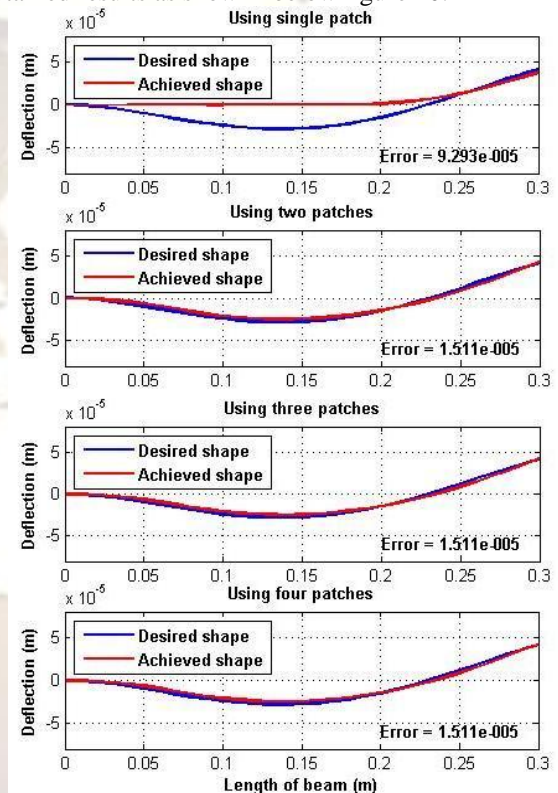 Using single patch
x 10⁻⁵
Desired shape
Achieved shape
Deflection (m)
5
0
-5
Error = 9.293e-005
0 0.05 0.1 0.15 0.2 0.25 0.3
Using two patches
x 10⁻⁵
Desired shape
Achieved shape
Deflection (m)
5
0
-5
Error = 1.511e-005
0 0.05 0.1 0.15 0.2 0.25 0.3
Using three patches
x 10⁻⁵
Desired shape
Achieved shape
Deflection (m)
5
0
-5
Error = 1.511e-005
0 0.05 0.1 0.15 0.2 0.25 0.3
Using four patches
x 10⁻⁵
Desired shape
Achieved shape
Deflection (m)
5
0
-5
Error = 1.511e-005
0 0.05 0.1 0.15 0.2 0.25 0.3
Length of beam (m)